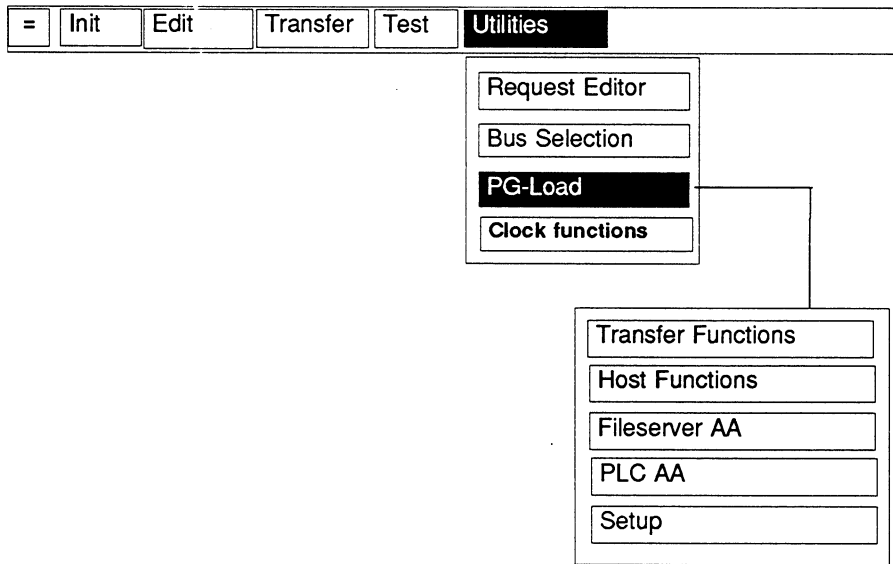 = Init Edit Transfer Test Utilities
Request Editor
Bus Selection
PG-Load
Clock functions
Transfer Functions
Host Functions
Fileserver AA
PLC AA
Setup